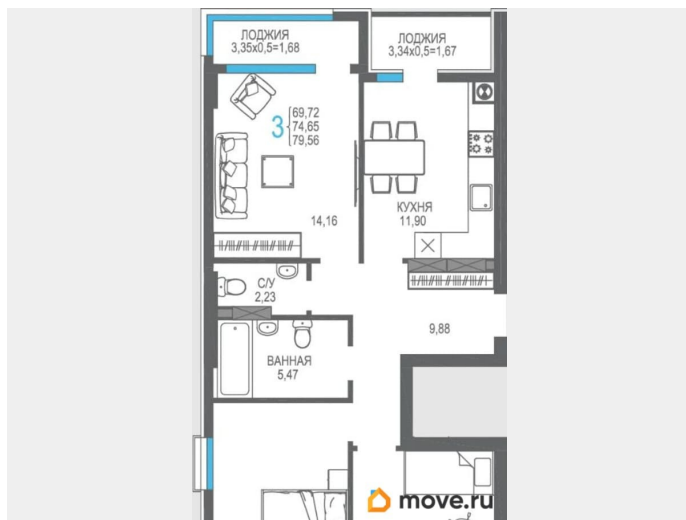 ЛОДЖИЯ
3,35x0,5=1,68
ЛОДЖИЯ
3,34x0,5=1,67
3
69,72
74,65
79,56
14,16
КУХНЯ
11,90
С/У
2,23
9,88
ВАННАЯ
5,47
move.ru